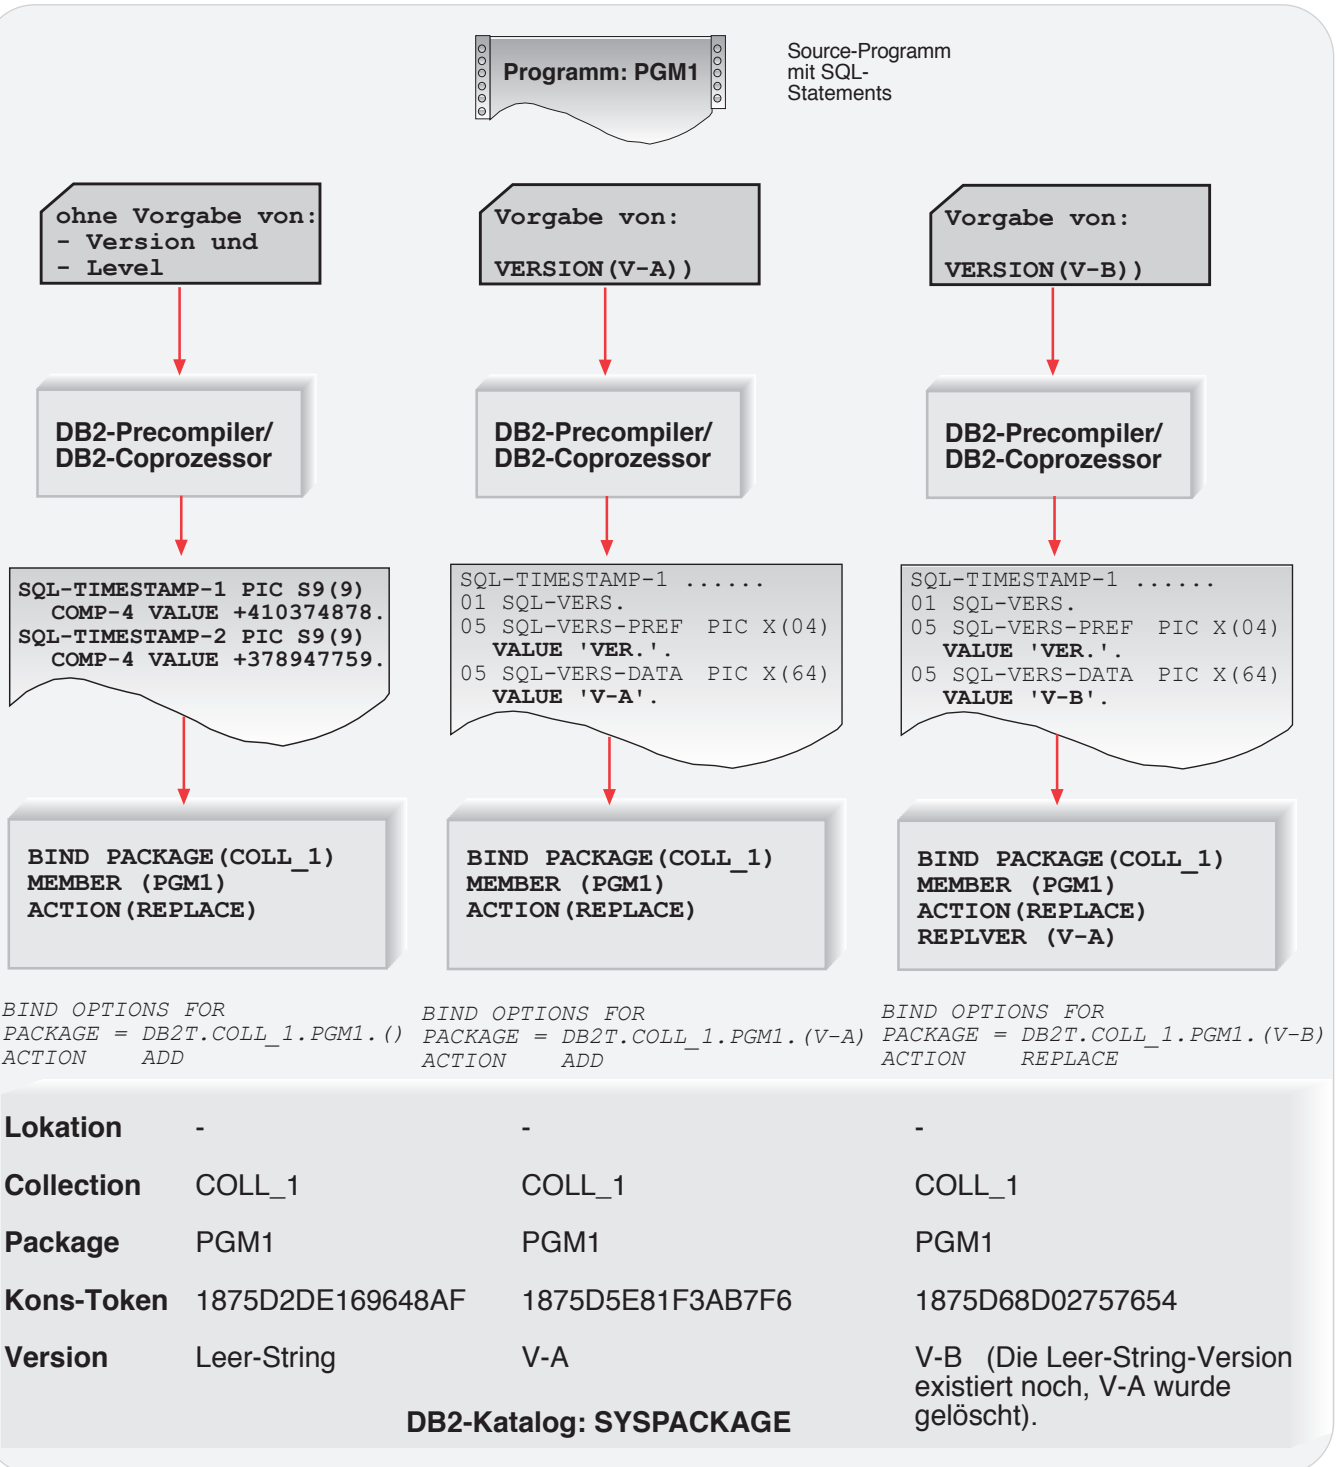 Programm: PGM1
Source-Programm
mit SQL-
Statements
ohne Vorgabe von:
- Version und
- Level
Vorgabe von:
VERSION(V-A))
Vorgabe von:
VERSION(V-B))
DB2-Precompiler/
DB2-Coprozessor
DB2-Precompiler/
DB2-Coprozessor
DB2-Precompiler/
DB2-Coprozessor
SQL-TIMESTAMP-1 PIC S9(9)
COMP-4 VALUE +410374878.
SQL-TIMESTAMP-2 PIC S9(9)
COMP-4 VALUE +378947759.
SQL-TIMESTAMP-1 ......
01 SQL-VERS.
05 SQL-VERS-PREF PIC X(04)
VALUE 'VER.'.
05 SQL-VERS-DATA PIC X(64)
VALUE 'V-A'.
SQL-TIMESTAMP-1 ......
01 SQL-VERS.
05 SQL-VERS-PREF PIC X(04)
VALUE 'VER.'.
05 SQL-VERS-DATA PIC X(64)
VALUE 'V-B'.
BIND PACKAGE(COLL_1)
MEMBER (PGM1)
ACTION(REPLACE)
BIND PACKAGE(COLL_1)
MEMBER (PGM1)
ACTION(REPLACE)
BIND PACKAGE(COLL_1)
MEMBER (PGM1)
ACTION(REPLACE)
REPLVER (V-A)
BIND OPTIONS FOR
PACKAGE = DB2T.COLL_1.PGM1.()
ACTION ADD
BIND OPTIONS FOR
PACKAGE = DB2T.COLL_1.PGM1.(V-A)
ACTION ADD
BIND OPTIONS FOR
PACKAGE = DB2T.COLL_1.PGM1.(V-B)
ACTION REPLACE
Lokation - - -
Collection COLL_1 COLL_1 COLL_1
Package PGM1 PGM1 PGM1
Kons-Token 1875D2DE169648AF 1875D5E81F3AB7F6 1875D68D02757654
Version Leer-String V-A V-B (Die Leer-String-Version
existiert noch, V-A wurde
gelöscht).
DB2-Katalog: SYSPACKAGE